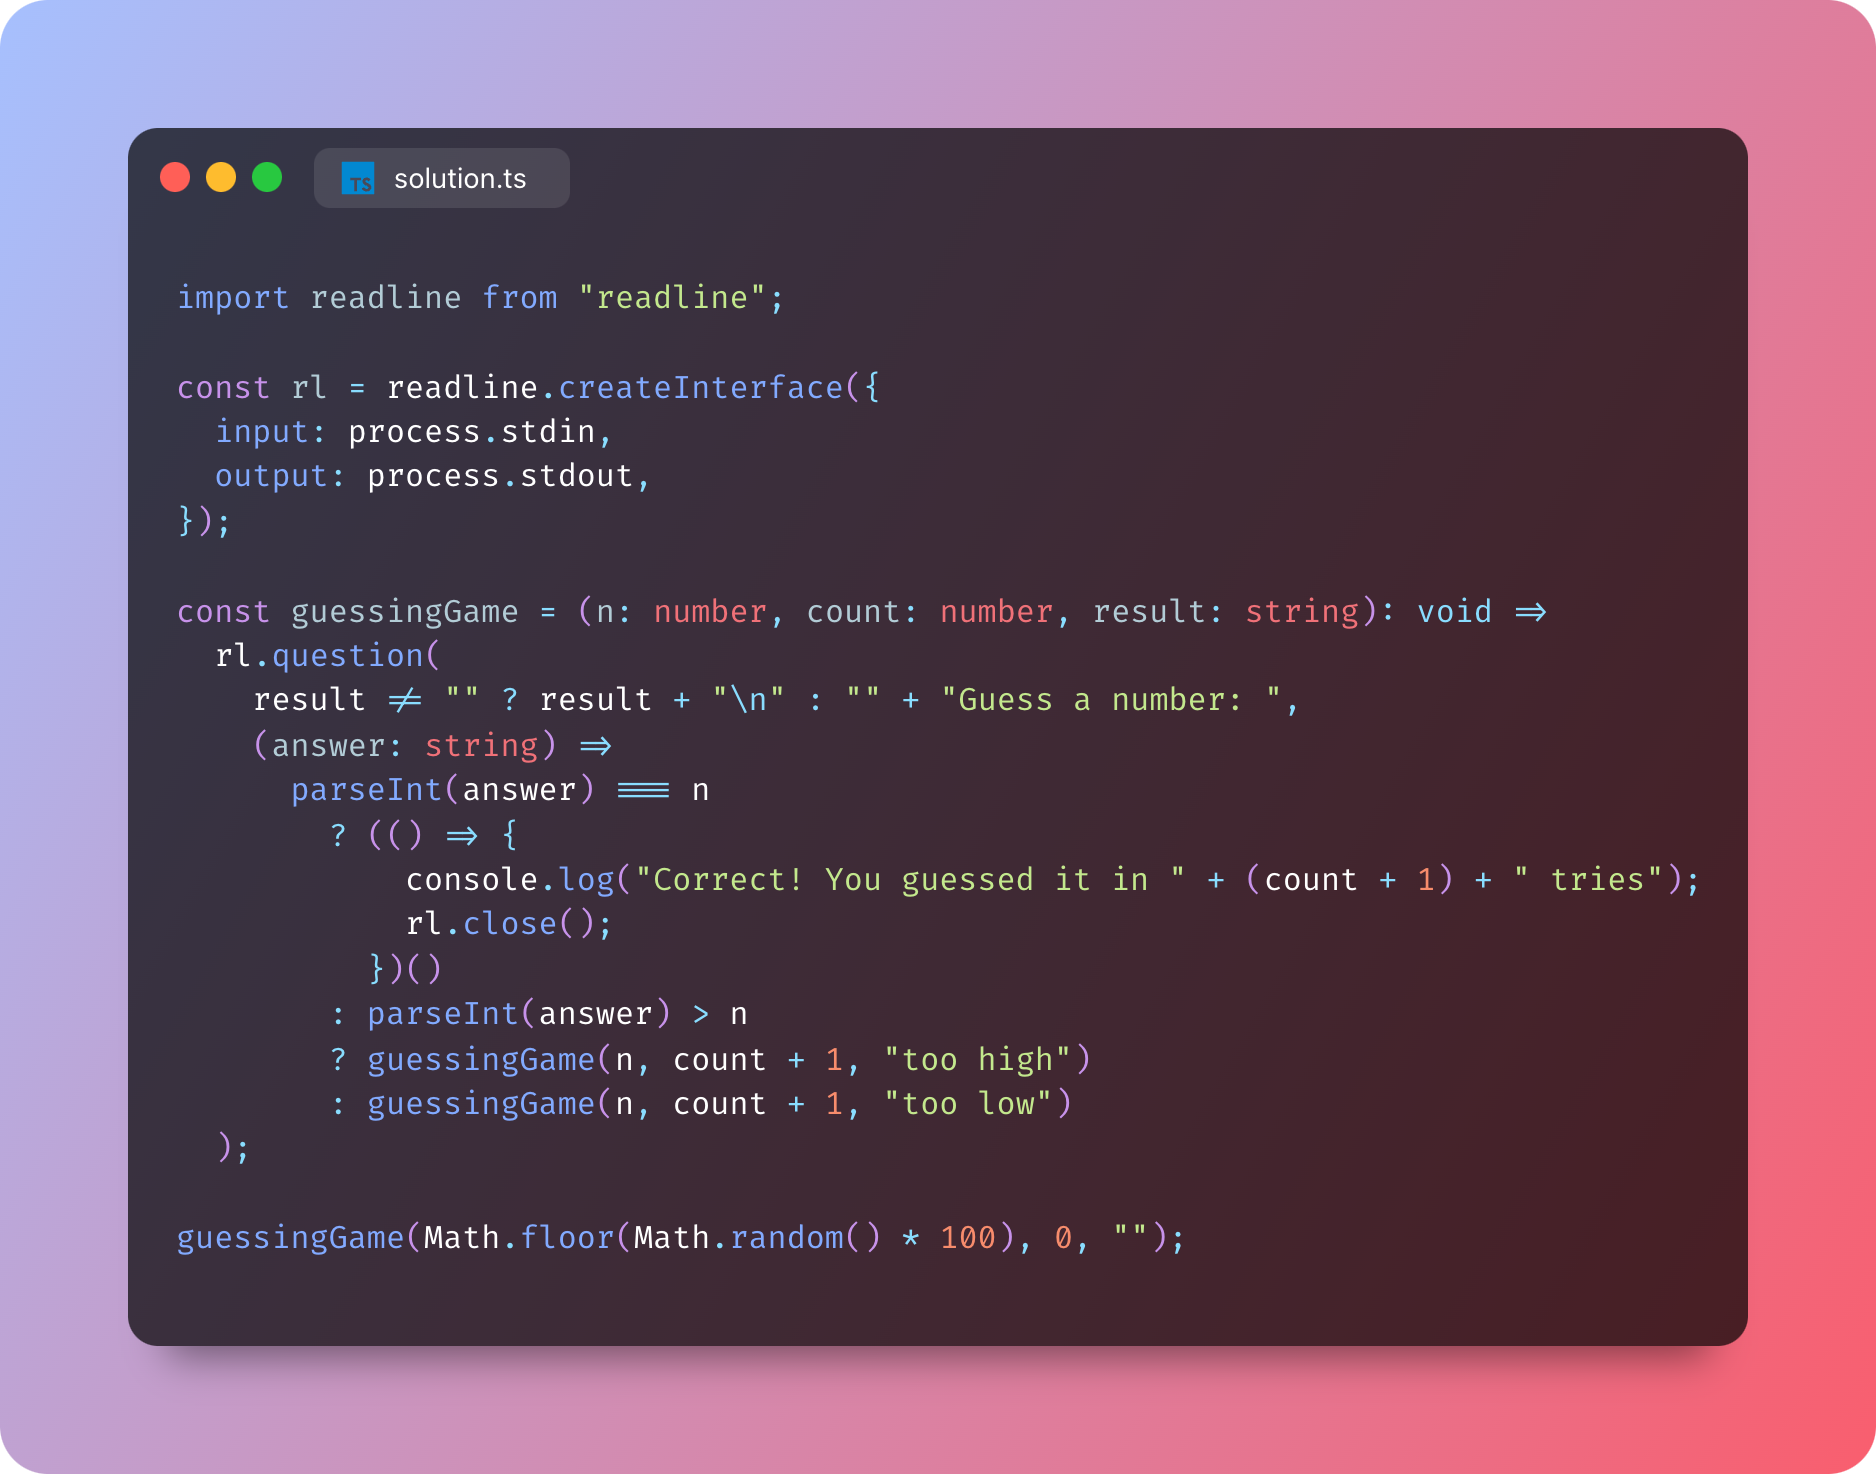 TS solution.ts
import readline from "readline";
const rl = readline.createInterface({
  input: process.stdin,
  output: process.stdout,
});
const guessingGame = (n: number, count: number, result: string): void =>
  rl.question(
    result != "" ? result + "\n" : "" + "Guess a number: ",
    (answer: string) =>
      parseInt(answer) === n
        ? (() => {
            console.log("Correct! You guessed it in " + (count + 1) + " tries");
            rl.close();
          })()
        : parseInt(answer) > n
        ? guessingGame(n, count + 1, "too high")
        : guessingGame(n, count + 1, "too low")
  );
guessingGame(Math.floor(Math.random() * 100), 0, "");